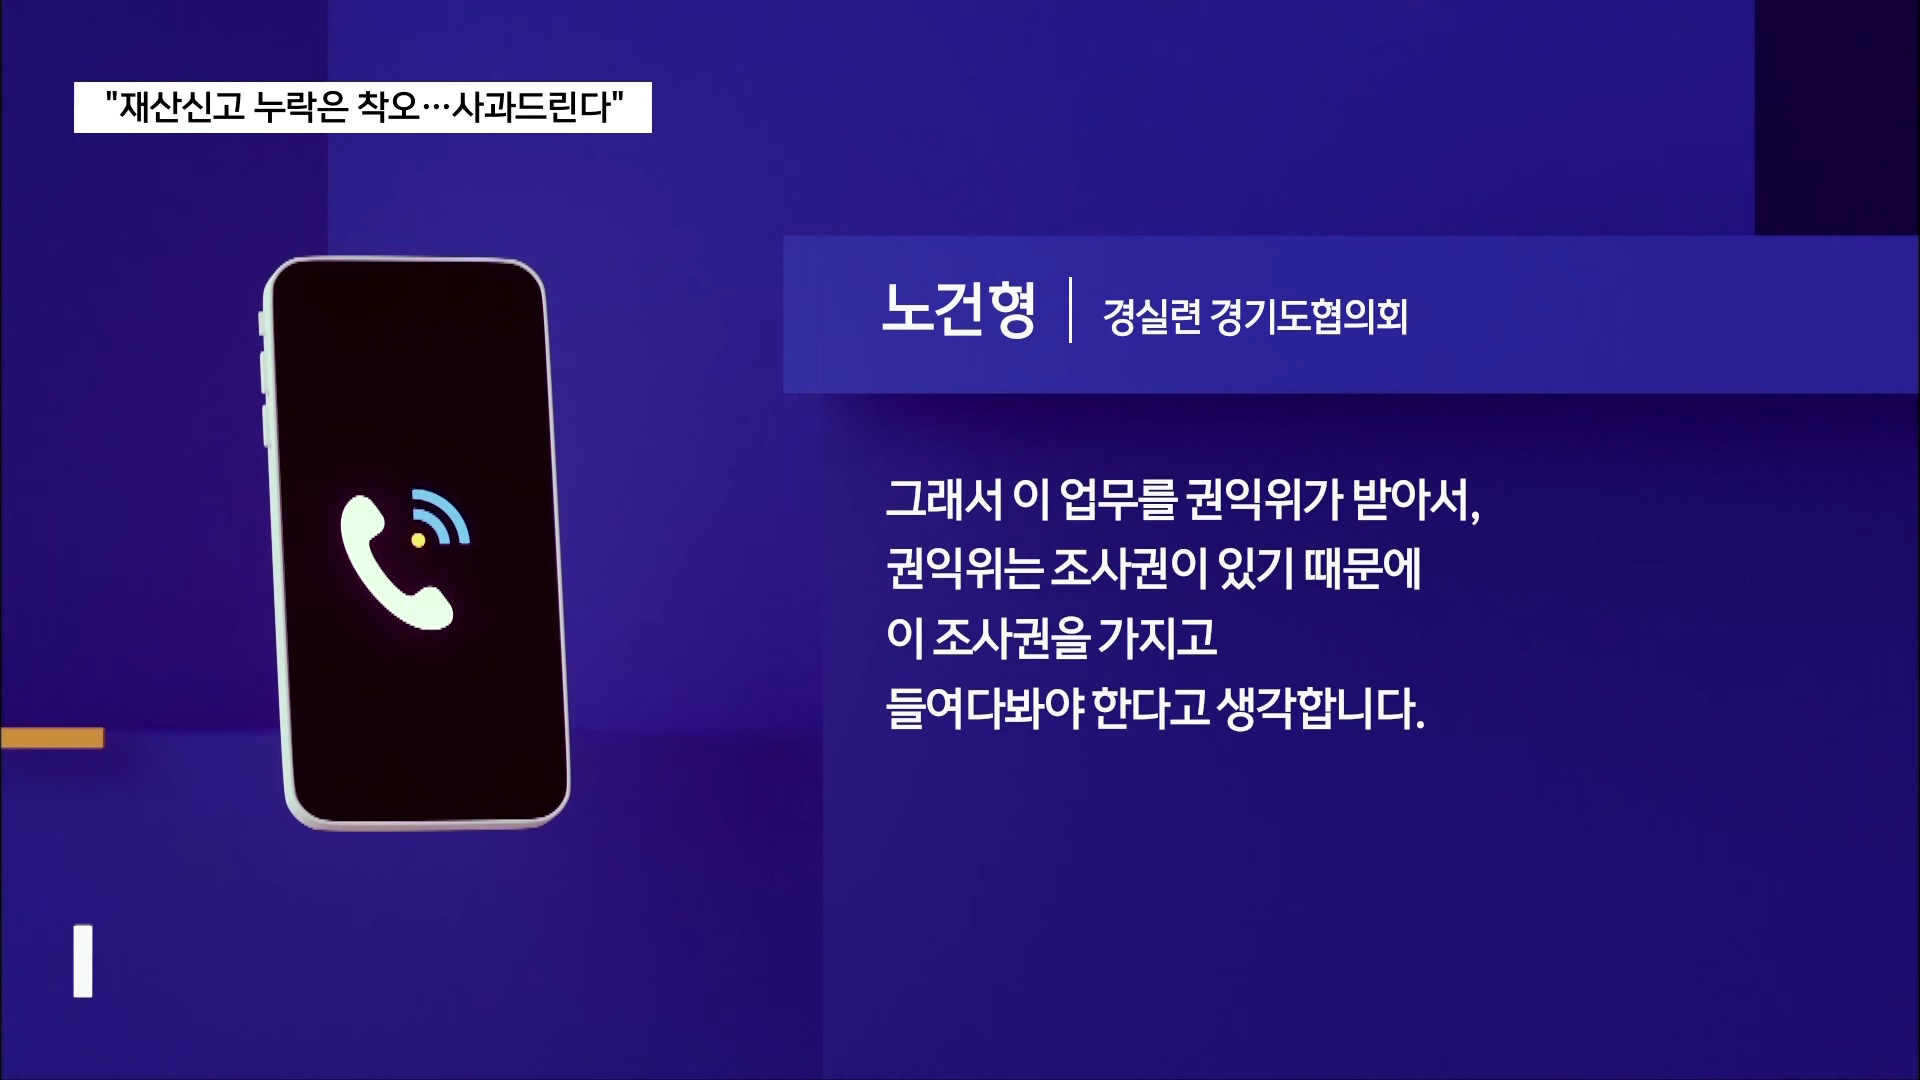 "재산신고 누락은 착오…사과드린다"
노건형 | 경실련 경기도협의회
그래서 이 업무를 권익위가 받아서,
권익위는 조사권이 있기 때문에
이 조사권을 가지고
들여다봐야 한다고 생각합니다.